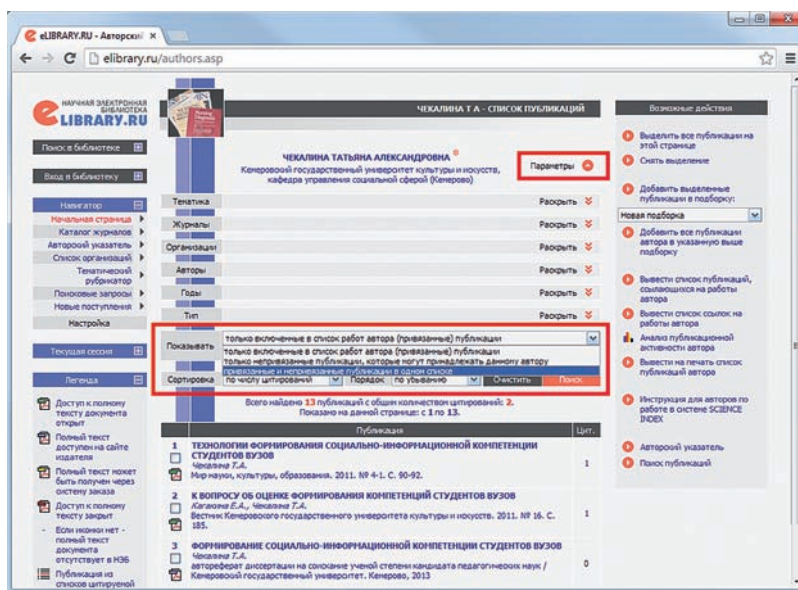 eLIBRARY.RU - Авторский
elibrary.ru/authors.asp
НАУЧНАЯ ЭЛЕКТРОННАЯ
БИБЛИОТЕКА
LIBRARY.RU
Поиск в библиотеке
Вход в библиотеку
Навигатор
Начальная страница
Каталог журналов
Авторский указатель
Список организаций
Тематический
рубрикатор
Поисковые запросы
Новые поступления
Настройка
Текущая сессия
Легенда
Доступ к полному
тексту документа
открыт
Полный текст
доступен на сайте
издателя
Полный текст может
быть получен через
систему заказа
Доступ к полному
тексту закрыт
- Если иконки нет -
полный текст
документа
отсутствует в НЭБ
Публикация из
списков цитируемой
ЧЕКАЛИНА Т А - СПИСОК ПУБЛИКАЦИЙ
ЧЕКАЛИНА ТАТЬЯНА АЛЕКСАНДРОВНА
Кемеровский государственный университет культуры и искусств,
кафедра управления социальной сферой (Кемерово)
Параметры
Тематика Раскрыть
Журналы Раскрыть
Организации Раскрыть
Авторы Раскрыть
Годы Раскрыть
Тип Раскрыть
Показывать только включенные в список работ автора (привязанные) публикации
только включенные в список работ автора (привязанные) публикации
только непривязанные публикации, которые могут принадлежать данному автору
привязанные и непривязанные публикации в одном списке
Сортировка по числу цитирований Порядок по убыванию Очистить Поиск
Всего найдено 13 публикаций с общим количеством цитирований: 2.
Показано на данной странице: с 1 по 13.
Публикация Цит.
1 ТЕХНОЛОГИИ ФОРМИРОВАНИЯ СОЦИАЛЬНО-ИНФОРМАЦИОННОЙ КОМПЕТЕНЦИИ
СТУДЕНТОВ ВУЗОВ
Чекалина Т.А.
Мир науки, культуры, образования. 2011. № 4-1. С. 90-92.
1
2 К ВОПРОСУ ОБ ОЦЕНКЕ ФОРМИРОВАНИЯ КОМПЕТЕНЦИЙ СТУДЕНТОВ ВУЗОВ
Кагакина Е.А., Чекалина Т.А.
Вестник Кемеровского государственного университета культуры и искусств. 2011. № 16. С.
185.
1
3 ФОРМИРОВАНИЕ СОЦИАЛЬНО-ИНФОРМАЦИОННОЙ КОМПЕТЕНЦИИ СТУДЕНТОВ ВУЗОВ
Чекалина Т.А.
автореферат диссертации на соискание ученой степени кандидата педагогических наук /
Кемеровский государственный университет. Кемерово, 2013
0
Возможные действия
Выделить все публикации на
этой странице
Снять выделение
Добавить выделенные
публикации в подборку:
Новая подборка
Добавить все публикации
автора в указанную выше
подборку
Вывести список публикаций,
ссылающихся на работы
автора
Вывести список ссылок на
работы автора
Анализ публикационной
активности автора
Вывести на печать список
публикаций автора
Инструкция для авторов по
работе в системе SCIENCE
INDEX
Авторский указатель
Поиск публикаций